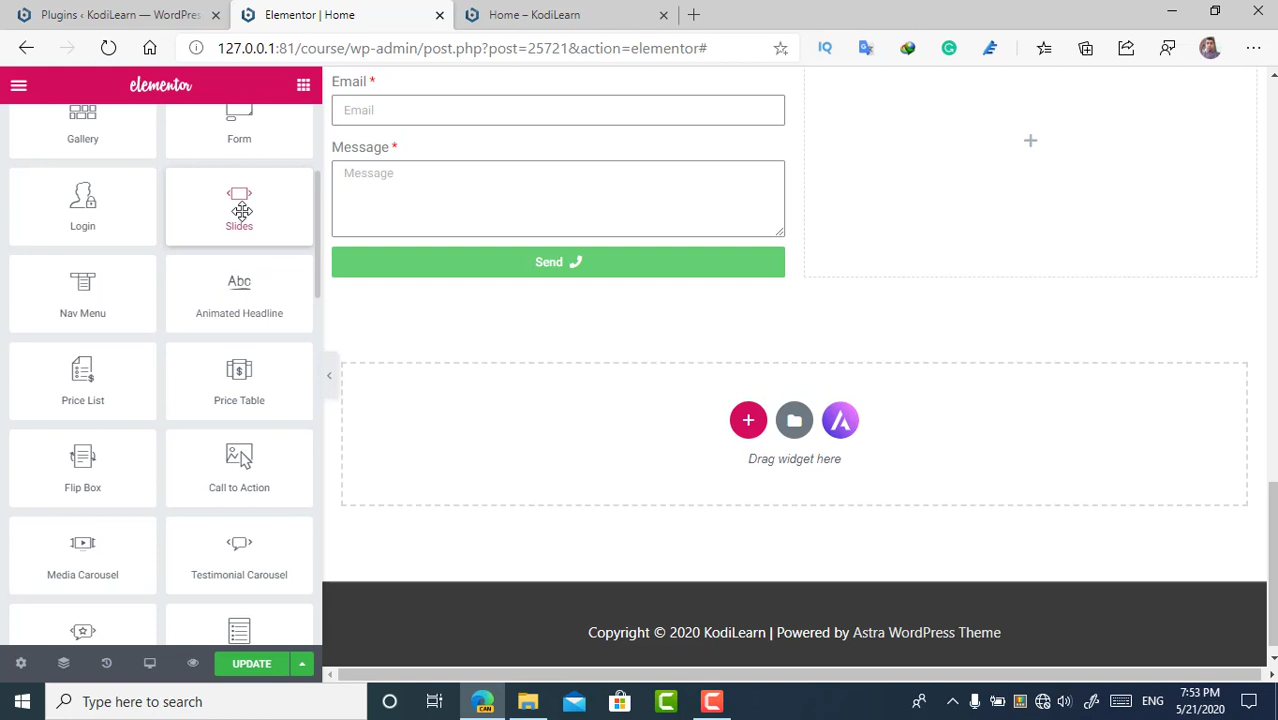 Plugins ‹ KodiLearn — WordPres
Elementor | Home
Home – KodiLearn
127.0.0.1:81/course/wp-admin/post.php?post=25721&action=elementor#
elementor
Gallery
Form
Login
Slides
Nav Menu
Abc
Animated Headline
Price List
Price Table
Flip Box
Call to Action
Media Carousel
Testimonial Carousel
UPDATE
Email *
Email
Message *
Message
Send
Drag widget here
Copyright © 2020 KodiLearn | Powered by Astra WordPress Theme
Type here to search
CAN
ENG
7:53 PM
5/21/2020